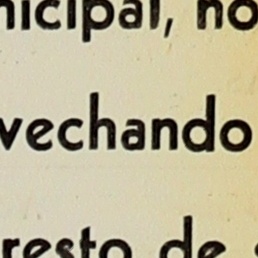 nicipal, no
vechando
resto de